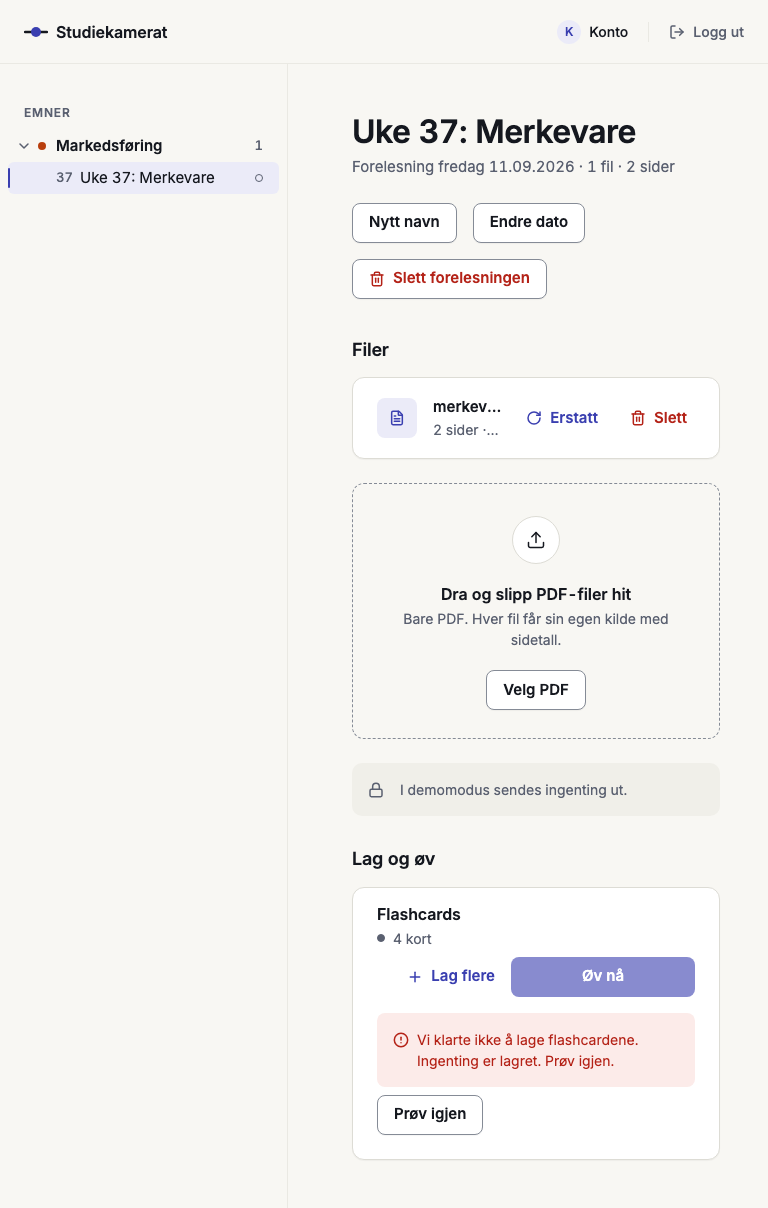 Studiekamerat
K Konto
Logg ut
EMNER
Markedsføring 1
37 Uke 37: Merkevare
Uke 37: Merkevare
Forelesning fredag 11.09.2026 · 1 fil · 2 sider
Nytt navn
Endre dato
Slett forelesningen
Filer
merkev...
2 sider ·...
Erstatt
Slett
Dra og slipp PDF-filer hit
Bare PDF. Hver fil får sin egen kilde med
sidetall.
Velg PDF
I demomodus sendes ingenting ut.
Lag og øv
Flashcards
4 kort
Lag flere
Øv nå
Vi klarte ikke å lage flashcardene.
Ingenting er lagret. Prøv igjen.
Prøv igjen